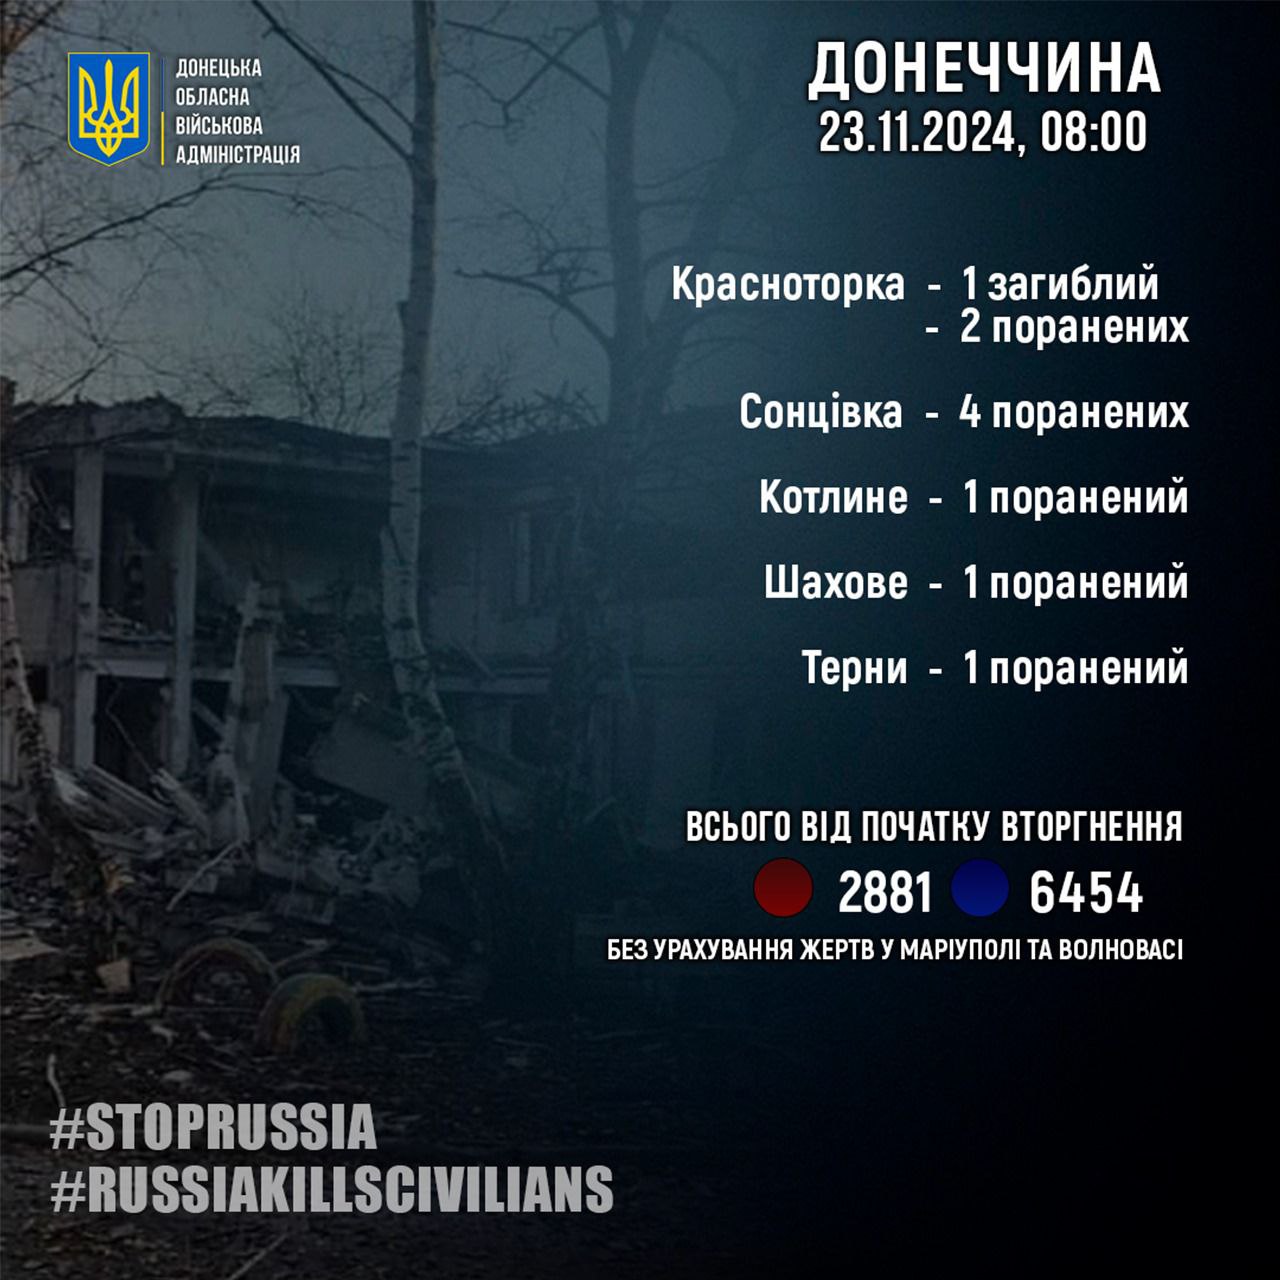 ДОНЕЦЬКА
ОБЛАСНА
ВІЙСЬКОВА
АДМІНІСТРАЦІЯ
ДОНЕЧЧИНА
23.11.2024, 08:00
Красноторка - 1 загиблий
- 2 поранених
Сонцівка - 4 поранених
Котлине - 1 поранений
Шахове - 1 поранений
Терни - 1 поранений
ВСЬОГО ВІД ПОЧАТКУ ВТОРГНЕННЯ
2881 6454
БЕЗ УРАХУВАННЯ ЖЕРТВ У МАРІУПОЛІ ТА ВОЛНОВАСІ
#STOPRUSSIA
#RUSSIAKILLSCIVILIANS